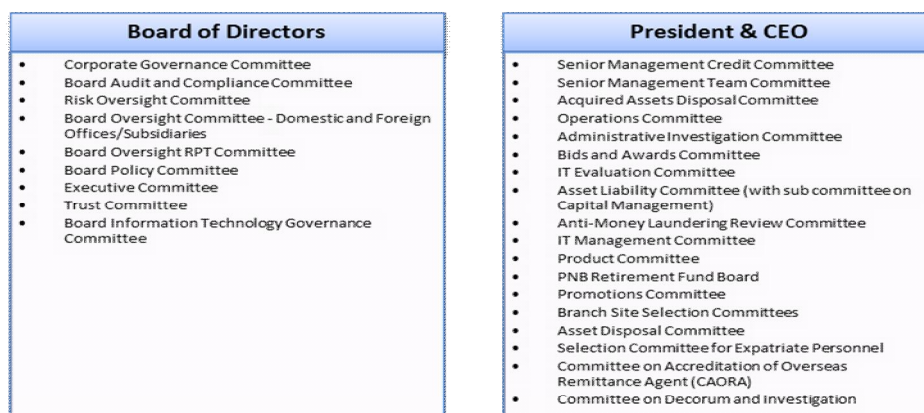 Board of Directors
• Corporate Governance Committee
• Board Audit and Compliance Committee
• Risk Oversight Committee
• Board Oversight Committee - Domestic and Foreign
Offices/Subsidiaries
• Board Oversight RPT Committee
• Board Policy Committee
• Executive Committee
• Trust Committee
• Board Information Technology Governance
Committee
President & CEO
• Senior Management Credit Committee
• Senior Management Team Committee
• Acquired Assets Disposal Committee
• Operations Committee
• Administrative Investigation Committee
• Bids and Awards Committee
• IT Evaluation Committee
• Asset Liability Committee (with sub committee on
Capital Management)
• Anti-Money Laundering Review Committee
• IT Management Committee
• Product Committee
• PNB Retirement Fund Board
• Promotions Committee
• Branch Site Selection Committees
• Asset Disposal Committee
• Selection Committee for Expatriate Personnel
• Committee on Accreditation of Overseas
Remittance Agent (CAORA)
• Committee on Decorum and Investigation